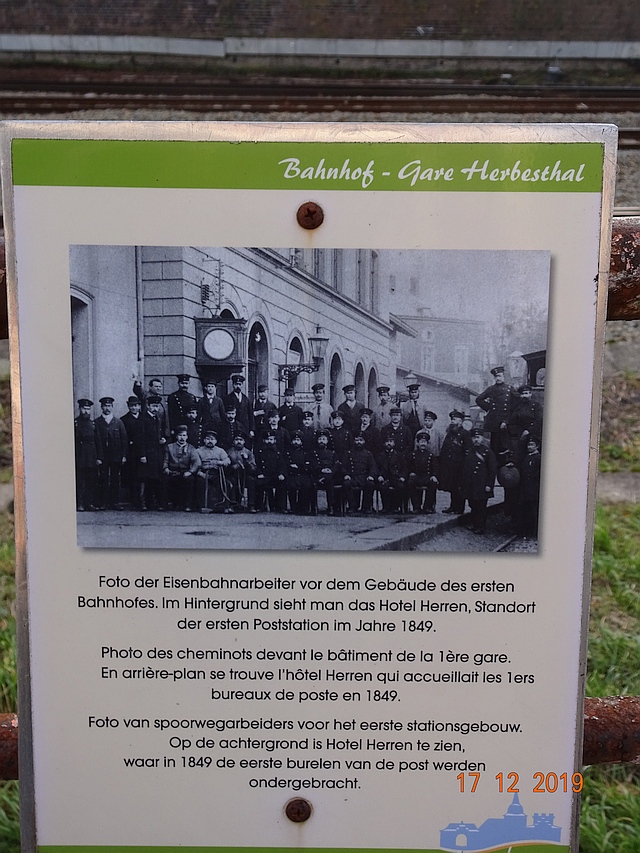 Bahnhof - Gare Herbesthal
Foto der Eisenbahnarbeiter vor dem Gebäude des ersten
Bahnhofes. Im Hintergrund sieht man das Hotel Herren, Standort
der ersten Poststation im Jahre 1849.
Photo des cheminots devant le bâtiment de la 1ère gare.
En arrière-plan se trouve l'hôtel Herren qui accueillait les 1ers
bureaux de poste en 1849.
Foto van spoorwegarbeiders voor het eerste stationsgebouw.
Op de achtergrond is Hotel Herren te zien,
waar in 1849 de eerste burelen van de post werden
ondergebracht.
17 12 2019